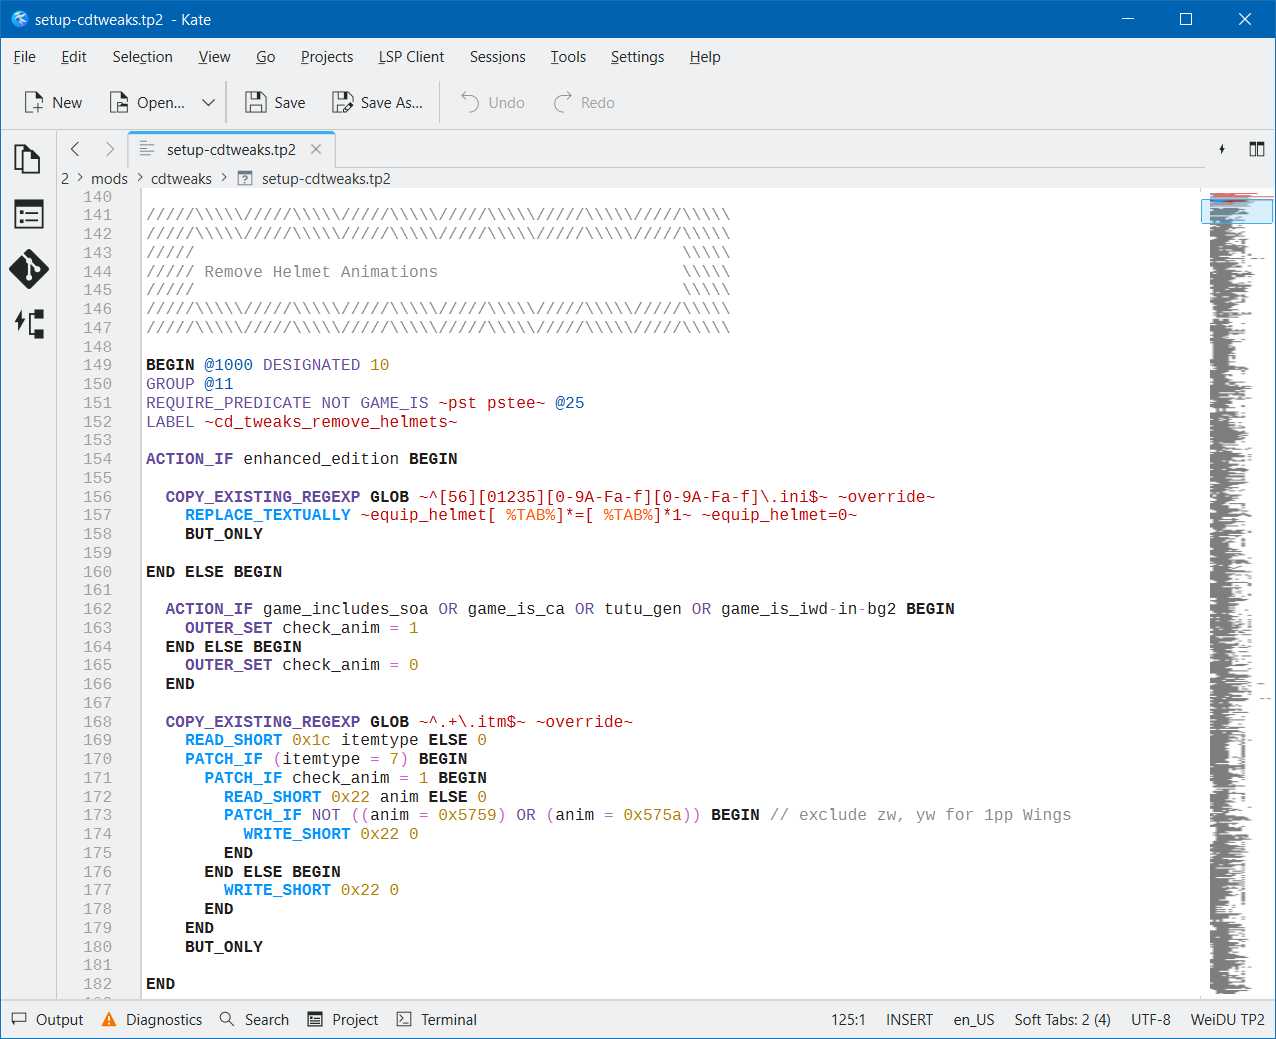 setup-cdtweaks.tp2 - Kate
File Edit Selection View Go Projects LSP Client Sessions Tools Settings Help
New Open... Save Save As... Undo Redo
setup-cdtweaks.tp2
2 > mods > cdtweaks > setup-cdtweaks.tp2
140
141 /////\\\\\/////\\\\\/////\\\\\/////\\\\\/////\\\\\/////\\\\\
142 /////\\\\\/////\\\\\/////\\\\\/////\\\\\/////\\\\\/////\\\\\
143 /////                                                  \\\\\
144 ///// Remove Helmet Animations                         \\\\\
145 /////                                                  \\\\\
146 /////\\\\\/////\\\\\/////\\\\\/////\\\\\/////\\\\\/////\\\\\
147 /////\\\\\/////\\\\\/////\\\\\/////\\\\\/////\\\\\/////\\\\\
148
149 BEGIN @1000 DESIGNATED 10
150 GROUP @11
151 REQUIRE_PREDICATE NOT GAME_IS ~pst pstee~ @25
152 LABEL ~cd_tweaks_remove_helmets~
153
154 ACTION_IF enhanced_edition BEGIN
155
156   COPY_EXISTING_REGEXP GLOB ~^[56][01235][0-9A-Fa-f][0-9A-Fa-f]\.ini$~ ~override~
157     REPLACE_TEXTUALLY ~equip_helmet[ %TAB%]*=[ %TAB%]*1~ ~equip_helmet=0~
158     BUT_ONLY
159
160 END ELSE BEGIN
161
162   ACTION_IF game_includes_soa OR game_is_ca OR tutu_gen OR game_is_iwd-in-bg2 BEGIN
163     OUTER_SET check_anim = 1
164   END ELSE BEGIN
165     OUTER_SET check_anim = 0
166   END
167
168   COPY_EXISTING_REGEXP GLOB ~^.+\.itm$~ ~override~
169     READ_SHORT 0x1c itemtype ELSE 0
170     PATCH_IF (itemtype = 7) BEGIN
171       PATCH_IF check_anim = 1 BEGIN
172         READ_SHORT 0x22 anim ELSE 0
173         PATCH_IF NOT ((anim = 0x5759) OR (anim = 0x575a)) BEGIN // exclude zw, yw for 1pp Wings
174           WRITE_SHORT 0x22 0
175         END
176       END ELSE BEGIN
177         WRITE_SHORT 0x22 0
178       END
179     END
180     BUT_ONLY
181
182 END
Output Diagnostics Search Project Terminal 125:1 INSERT en_US Soft Tabs: 2 (4) UTF-8 WeiDU TP2